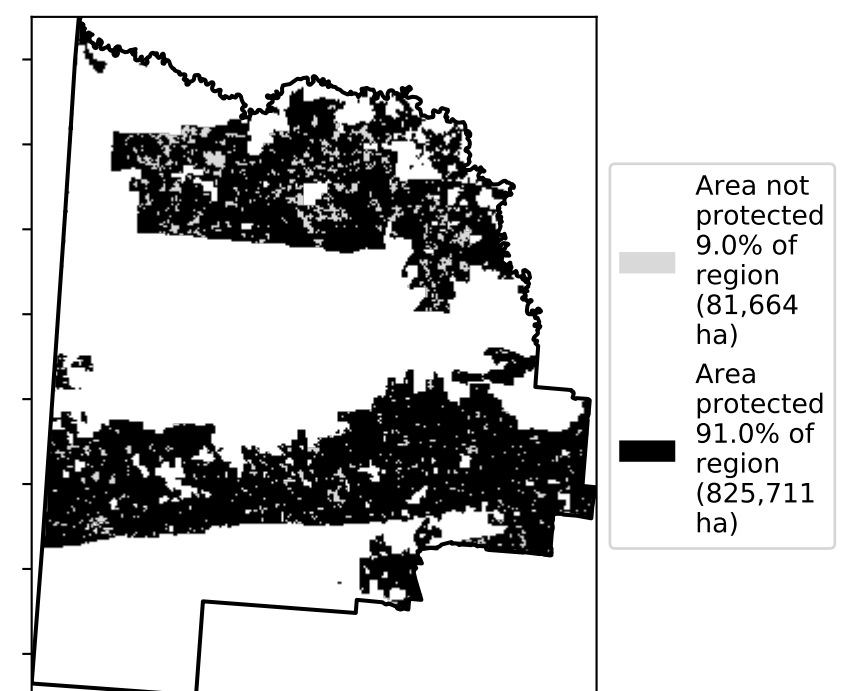 Area not
protected
9.0% of
region
(81,664
ha)
Area
protected
91.0% of
region
(825,711
ha)